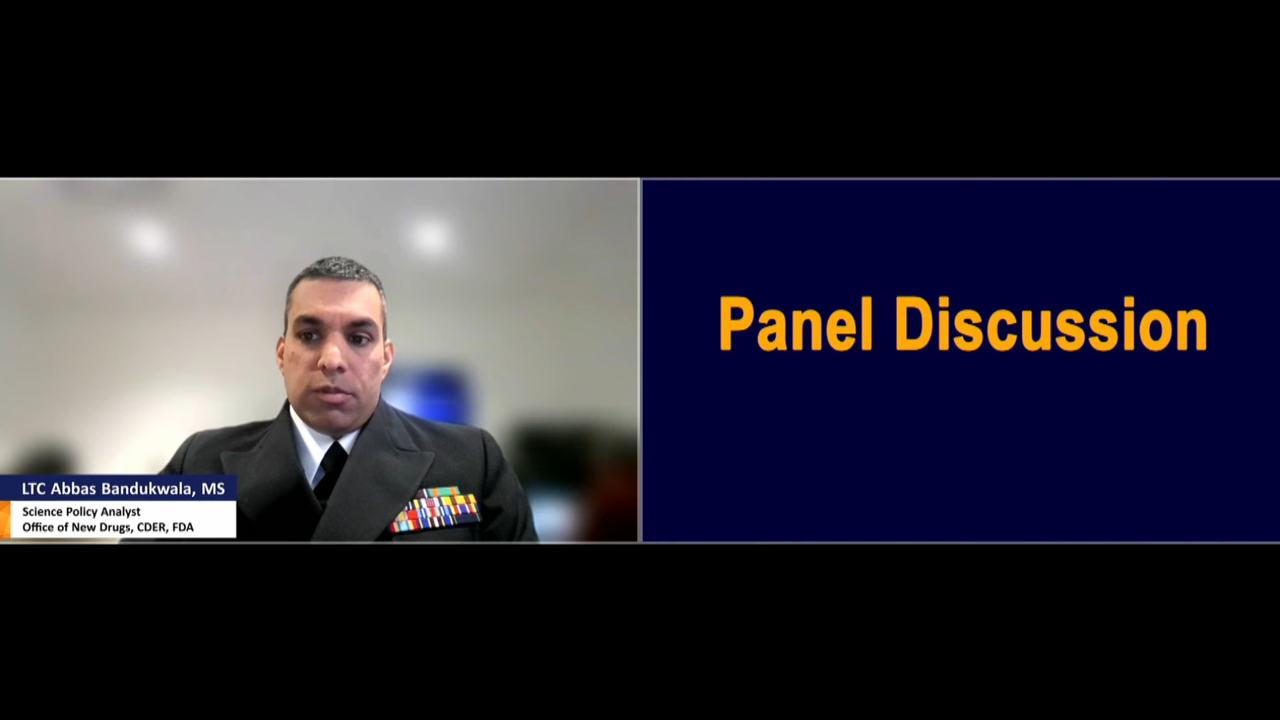 LTC Abbas Bandukwala, MS
Science Policy Analyst
Office of New Drugs, CDER, FDA
Panel Discussion